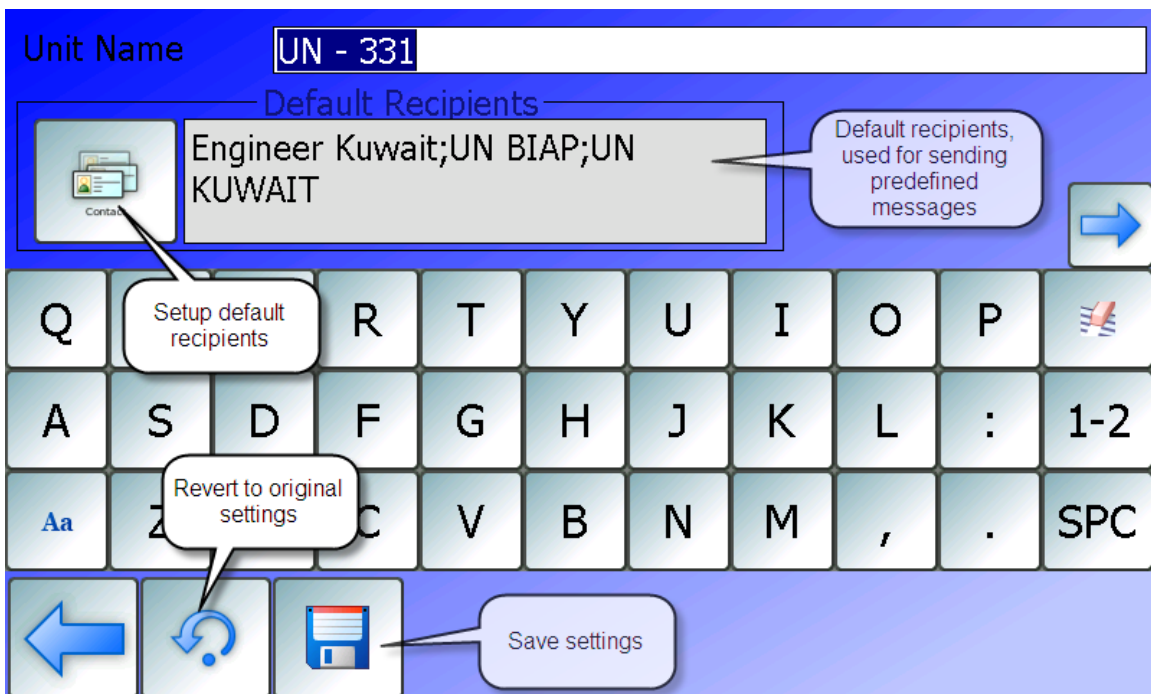 Unit Name
UN - 331
Default Recipients
Engineer Kuwait;UN BIAP;UN
KUWAIT
Default recipients,
used for sending
predefined
messages
Setup default
recipients
Q
R
T
Y
U
I
O
P
A
S
D
F
G
H
J
K
L
:
1-2
Revert to original
settings
Aa
Z
C
V
B
N
M
,
.
SPC
Save settings